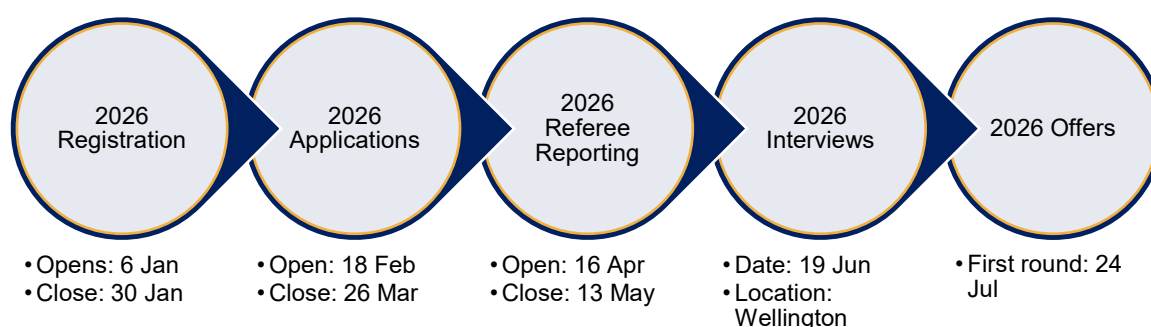 2026
Registration
2026
Applications
2026
Referee
Reporting
2026
Interviews
2026 Offers
• Opens: 6 Jan
• Close: 30 Jan
• Open: 18 Feb
• Close: 26 Mar
• Open: 16 Apr
• Close: 13 May
• Date: 19 Jun
• Location:
Wellington
• First round: 24
Jul